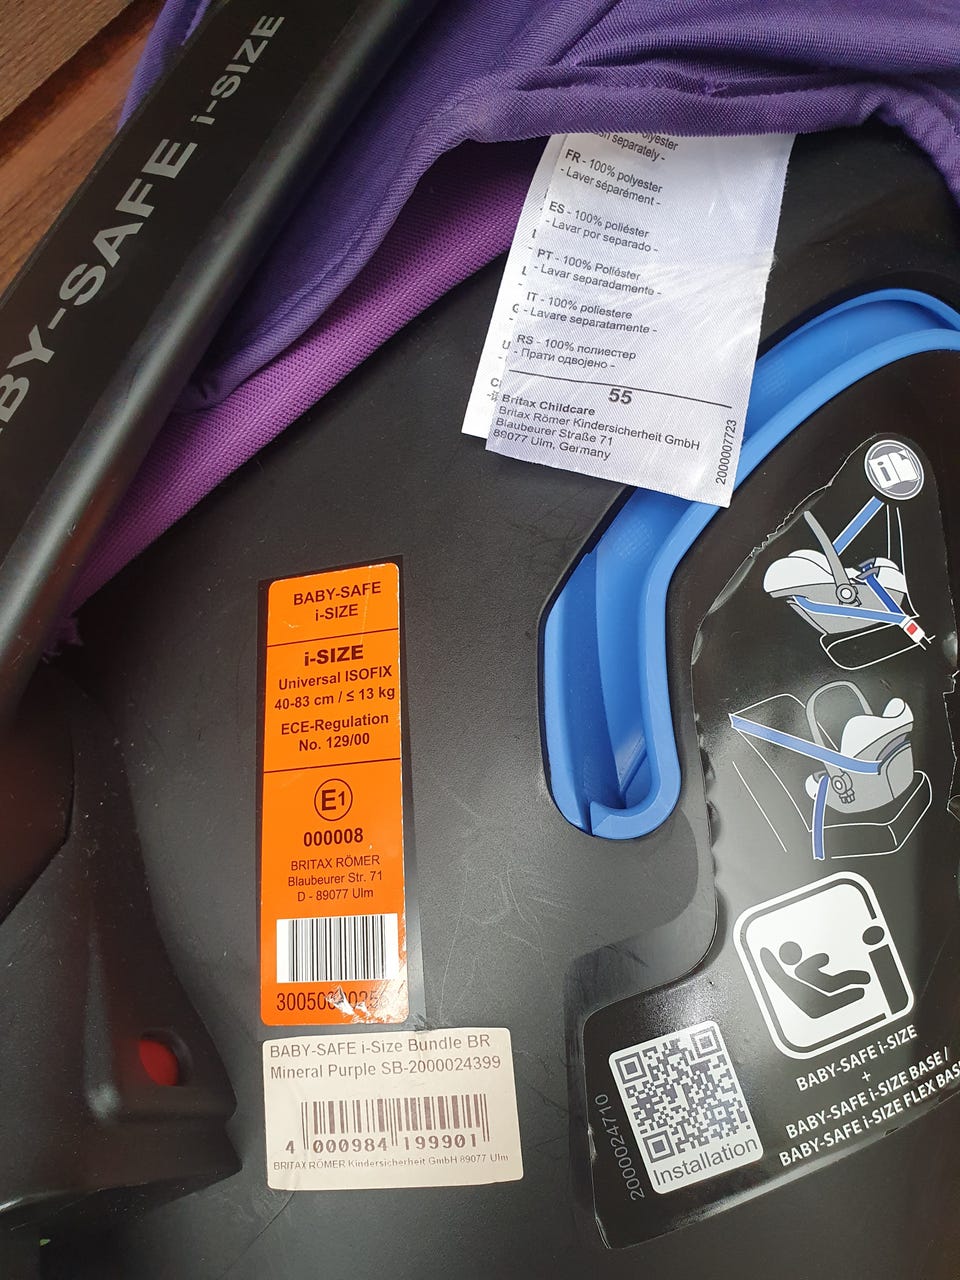 BABY-SAFE i-SIZE
separately -
FR - 100% polyester
- Laver séparément -
ES - 100% poliéster
- Lavar por separado -
PT - 100% Poliéster
- Lavar separadamente -
IT - 100% poliestere
- Lavare separatamente -
RS - 100% полиестер
- Прати одвојено -
55
Britax Childcare
Britax Römer Kindersicherheit GmbH
Blaubeurer Straße 71
89077 Ulm, Germany
2000007723
BABY-SAFE
i-SIZE
i-SIZE
Universal ISOFIX
40-83 cm / ≤ 13 kg
ECE-Regulation
No. 129/00
E1
000008
BRITAX RÖMER
Blaubeurer Str. 71
D - 89077 Ulm
BABY-SAFE i-Size Bundle BR
Mineral Purple SB-2000024399
4 000984 199901
BRITAX RÖMER Kindersicherheit GmbH 89077 Ulm
2000024710
Installation
BABY-SAFE i-SIZE
+
BABY-SAFE i-SIZE BASE /
BABY-SAFE i-SIZE FLEX BASE